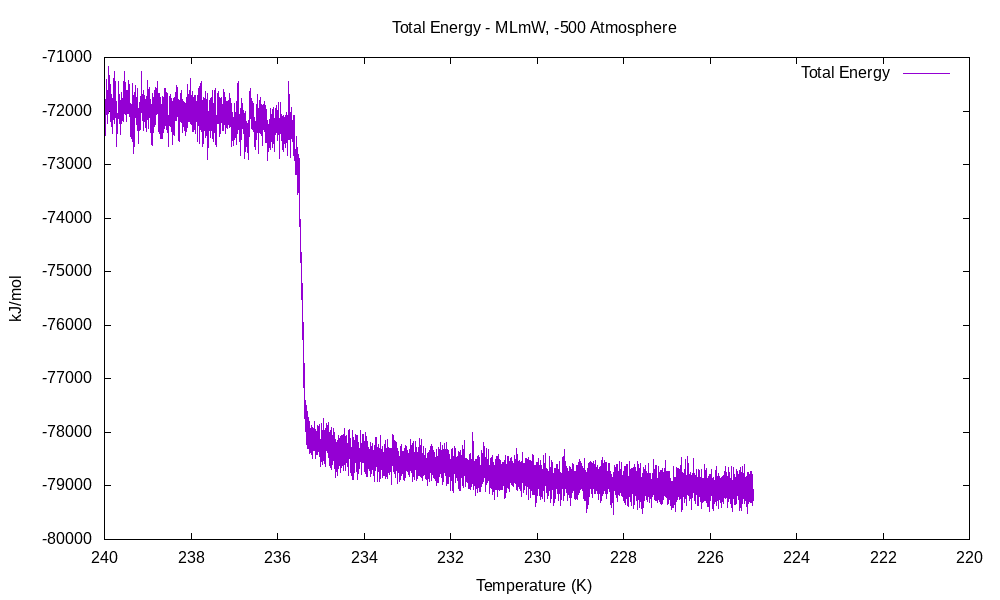 Total Energy - MLmW, -500 Atmosphere
Total Energy
-71000
-72000
-73000
-74000
-75000
-76000
-77000
-78000
-79000
-80000
kJ/mol
240 238 236 234 232 230 228 226 224 222 220
Temperature (K)